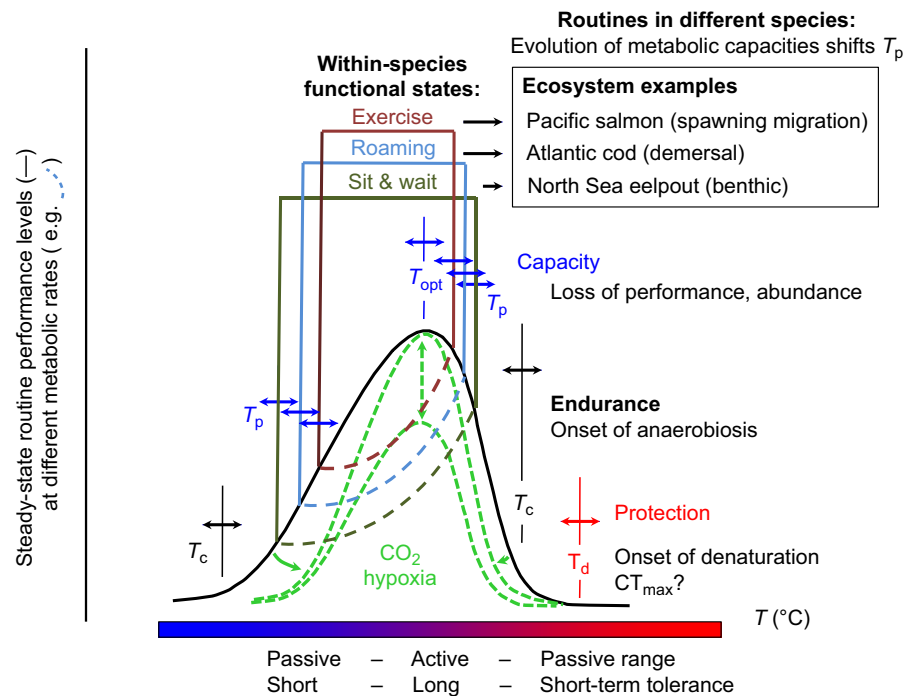 Routines in different species:
Evolution of metabolic capacities shifts Tp
Within-species
functional states:
Ecosystem examples
Exercise
Pacific salmon (spawning migration)
Roaming
Atlantic cod (demersal)
Sit & wait
North Sea eelpout (benthic)
Steady-state routine performance levels (—)
at different metabolic rates ( e.g. )
Capacity
Topt
Tp
Loss of performance, abundance
Tp
Endurance
Onset of anaerobiosis
Tc
Tc
Protection
Td
Onset of denaturation
CTmax?
CO2
hypoxia
T (°C)
Passive – Active – Passive range
Short – Long – Short-term tolerance